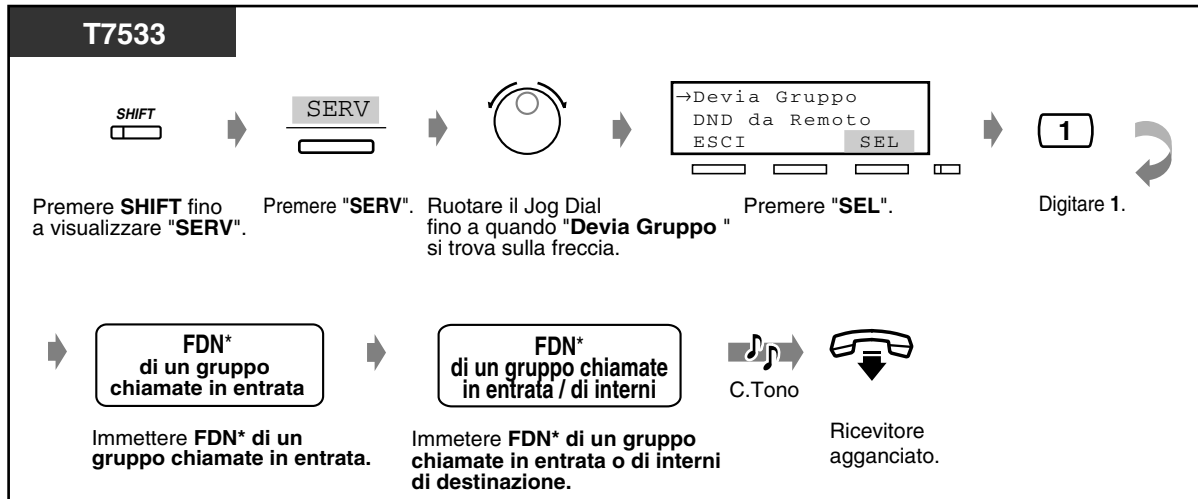 T7533
SHIFT
SERV
→Devia Gruppo
DND da Remoto
ESCI SEL
1
Premere SHIFT fino
a visualizzare "SERV".
Premere "SERV".
Ruotare il Jog Dial
fino a quando "Devia Gruppo "
si trova sulla freccia.
Premere "SEL".
Digitare 1.
FDN*
di un gruppo
chiamate in entrata
FDN*
di un gruppo chiamate
in entrata / di interni
C.Tono
Immettere FDN* di un
gruppo chiamate in entrata.
Immetere FDN* di un gruppo
chiamate in entrata o di interni
di destinazione.
Ricevitore
agganciato.